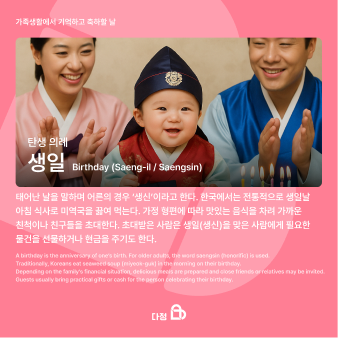 가족생활에서 기억하고 축하할 날
탄생 의례
생일 Birthday (Saeng-il / Saengsin)
태어난 날을 말하며 어른의 경우 '생신'이라고 한다. 한국에서는 전통적으로 생일날
아침 식사로 미역국을 끓여 먹는다. 가정 형편에 따라 맛있는 음식을 차려 가까운
친척이나 친구들을 초대한다. 초대받은 사람은 생일(생신)을 맞은 사람에게 필요한
물건을 선물하거나 현금을 주기도 한다.
A birthday is the anniversary of one's birth. For older adults, the word saengsin (honorific) is used.
Traditionally, Koreans eat seaweed soup (miyeok-guk) in the morning on their birthday.
Depending on the family's financial situation, delicious meals are prepared and close friends or relatives may be invited.
Guests usually bring practical gifts or cash for the person celebrating their birthday.
다정